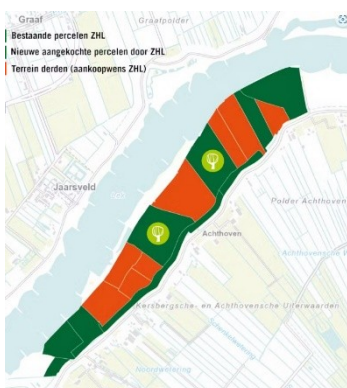 Graaf
Graafpolder
Bestaande percelen ZHL
Nieuwe aangekochte percelen door ZHL
Terrein derden (aankoopwens ZHL)
Jaarsveld
Polder Achthoven
Achthoven
Achthovensche
Kersbergsche- en Achthovensche Uiterwaarden